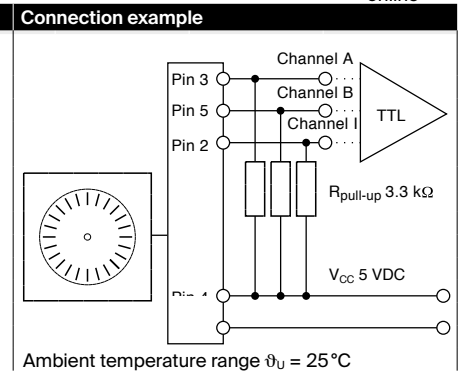 Connection example
Channel A
Pin 3
Channel B
Pin 5
TTL
Channel I
Pin 2
Rpull-up 3.3 kΩ
VCC 5 VDC
Ambient temperature range ϑU = 25°C